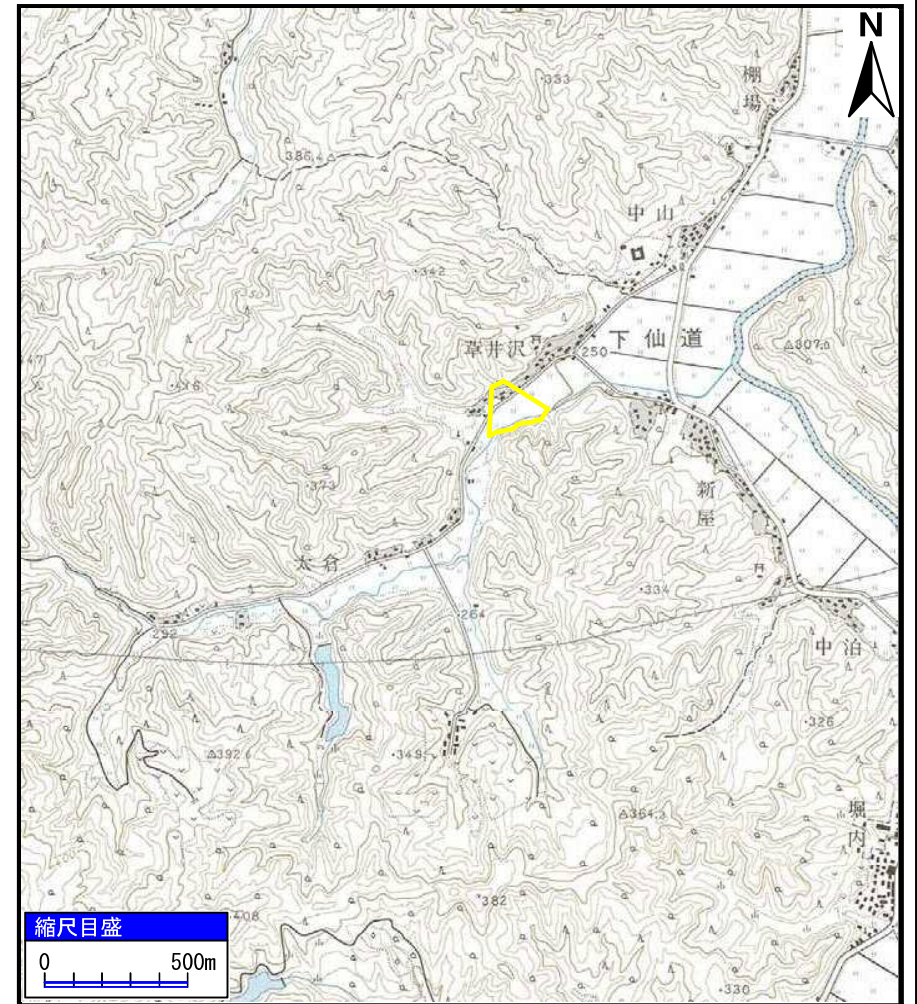 N
棚場
・333
386.4
中山
・342
下仙道
草井沢
250
△307.0
・416
・373
新屋
太倉
・334
264
292
中泊
・326
△392.6
・349
堀内
△364.3
・382
408
縮尺目盛
0 500m
・330